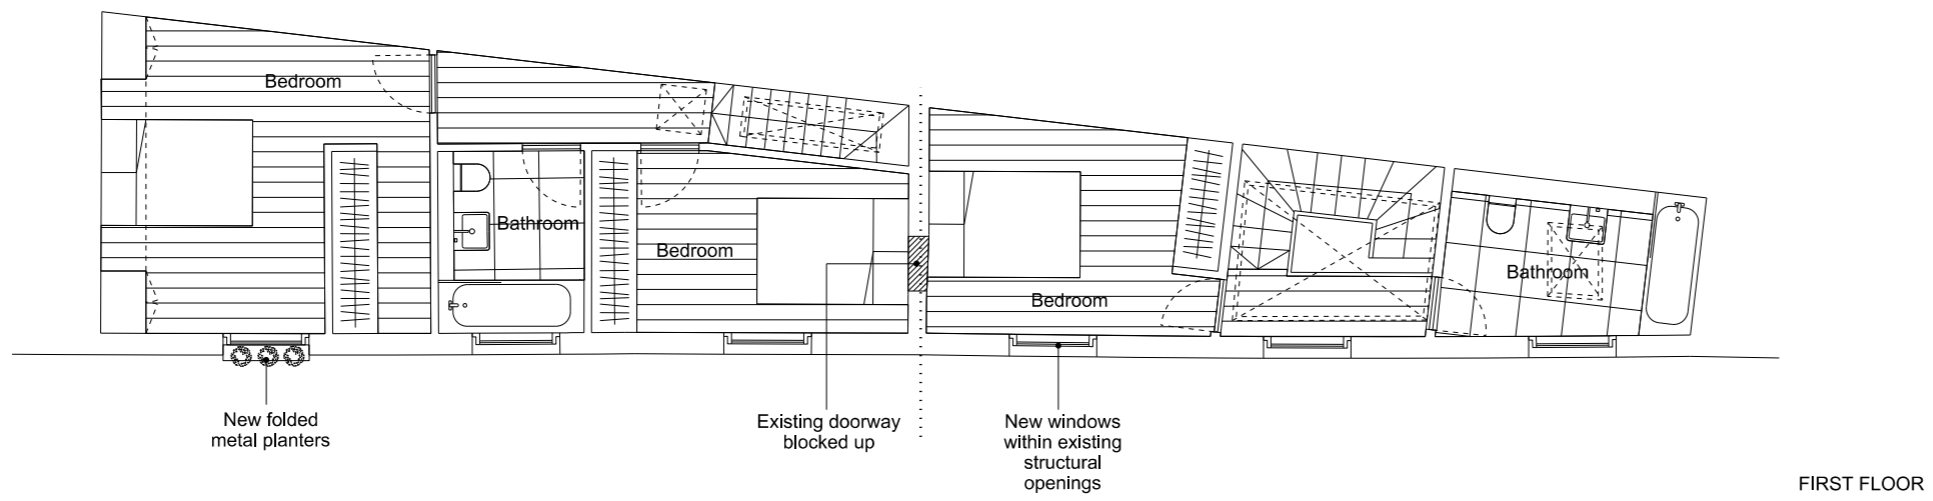 Bedroom
Bathroom
Bedroom
Bedroom
Bathroom
New folded
metal planters
Existing doorway
blocked up
New windows
within existing
structural
openings
FIRST FLOOR